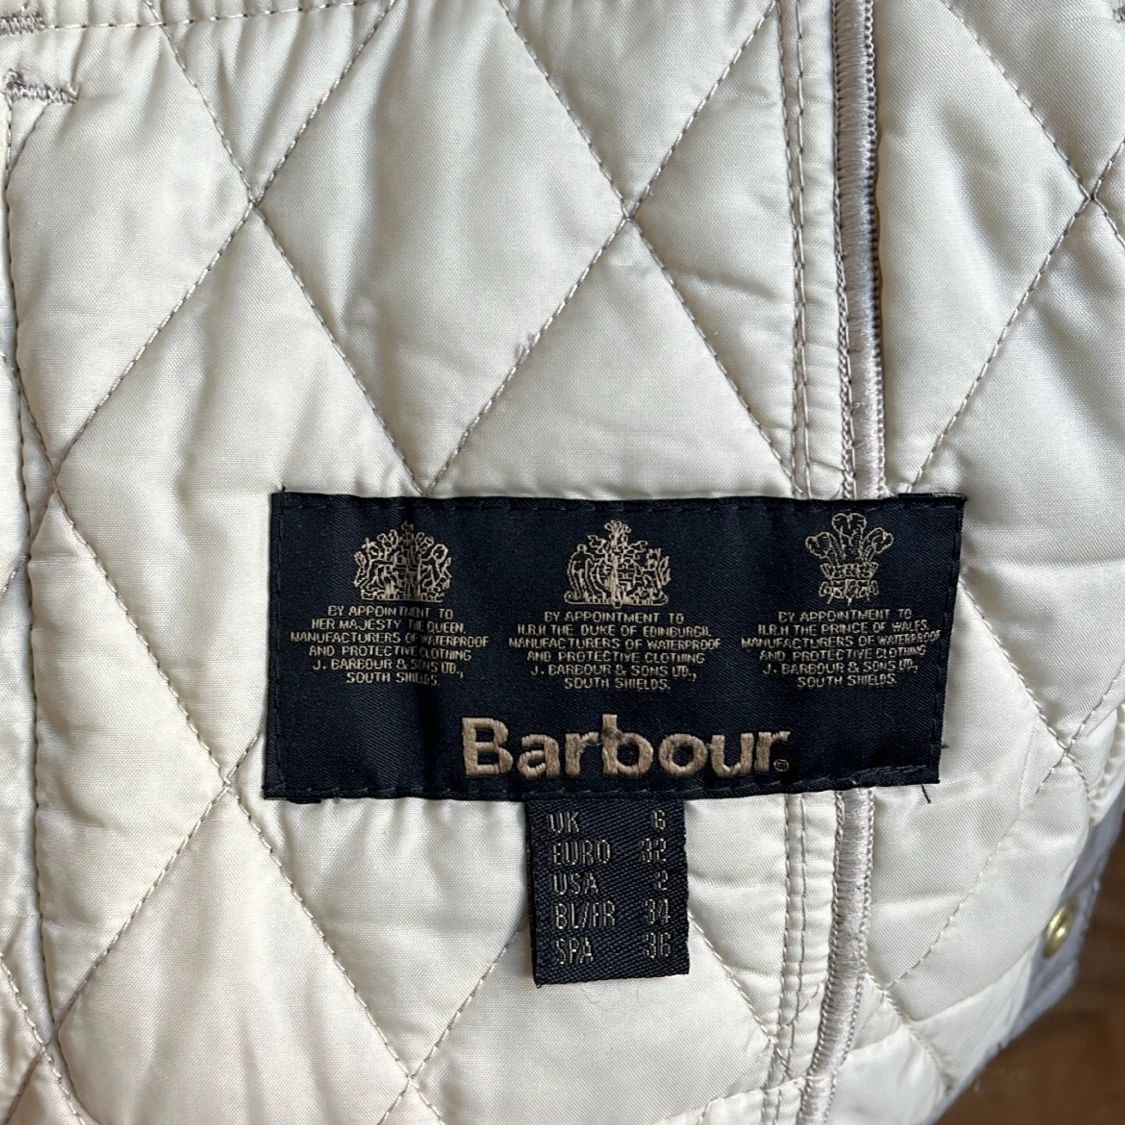 BY APPOINTMENT TO
HER MAJESTY THE QUEEN,
MANUFACTURERS OF WATERPROOF
AND PROTECTIVE CLOTHING
J. BARBOUR & SONS LTD.,
SOUTH SHIELDS.
BY APPOINTMENT TO
H.R.H THE DUKE OF EDINBURGH,
MANUFACTURERS OF WATERPROOF
AND PROTECTIVE CLOTHING
J. BARBOUR & SONS LTD.,
SOUTH SHIELDS.
BY APPOINTMENT TO
H.R.H THE PRINCE OF WALES,
MANUFACTURERS OF WATERPROOF
AND PROTECTIVE CLOTHING
J. BARBOUR & SONS LTD.,
SOUTH SHIELDS.
Barbour®
UK 6
EURO 32
USA 2
BL/FR 34
SPA 36